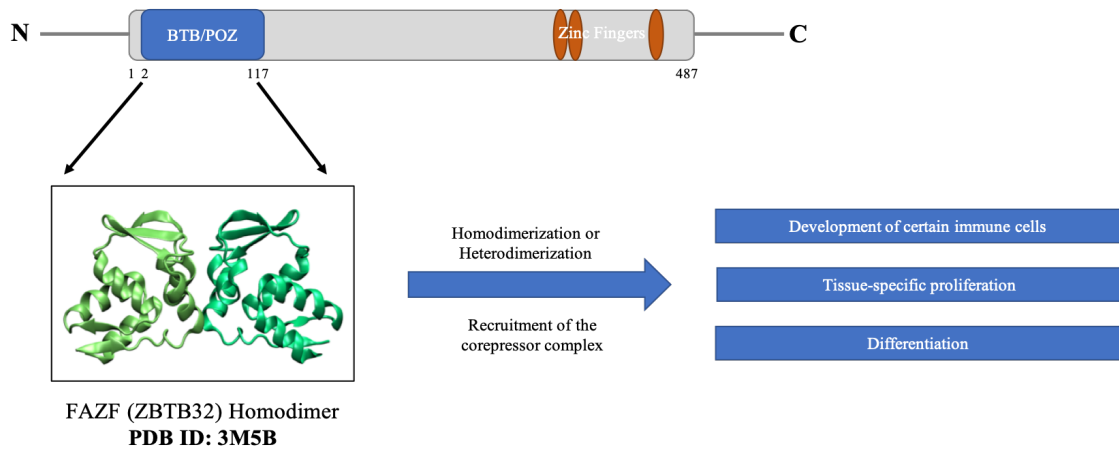 N
BTB/POZ
Zinc Fingers
C
1 2
117
487
Homodimerization or
Heterodimerization
Recruitment of the
corepressor complex
Development of certain immune cells
Tissue-specific proliferation
Differentiation
FAZF (ZBTB32) Homodimer
PDB ID: 3M5B